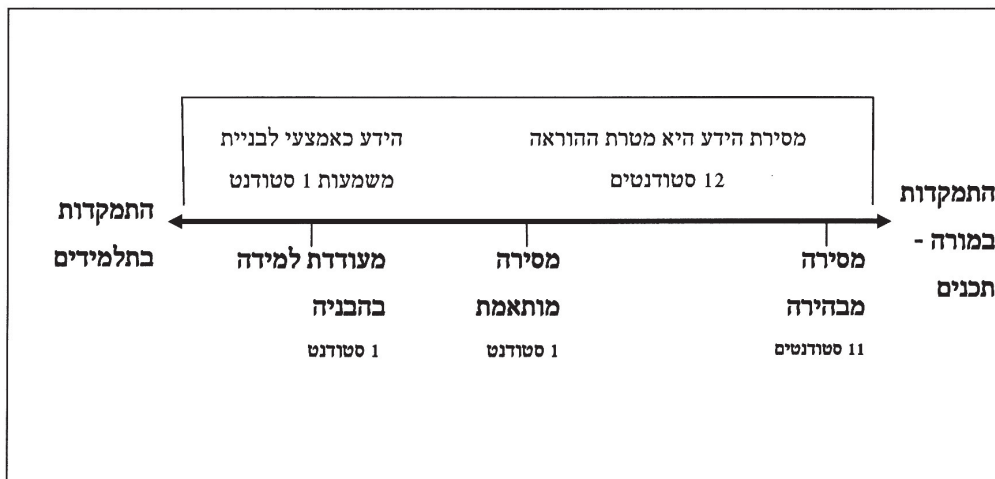 מסירת הידע היא מטרת ההוראה
12 סטודנטים
הידע כאמצעי לבניית
משמעות 1 סטודנט
התמקדות
במורה -
תכנים
התמקדות
בתלמידים
מסירה
מבהירה
11 סטודנטים
מסירה
מותאמת
1 סטודנט
מעודדת למידה
בהבניה
1 סטודנט